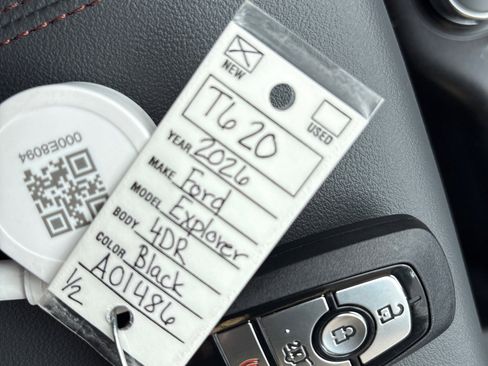 NEW
USED
T620
YEAR 2026
MAKE Ford
MODEL Explorer
BODY 4DR
COLOR Black
A01486
1/2
000E8094